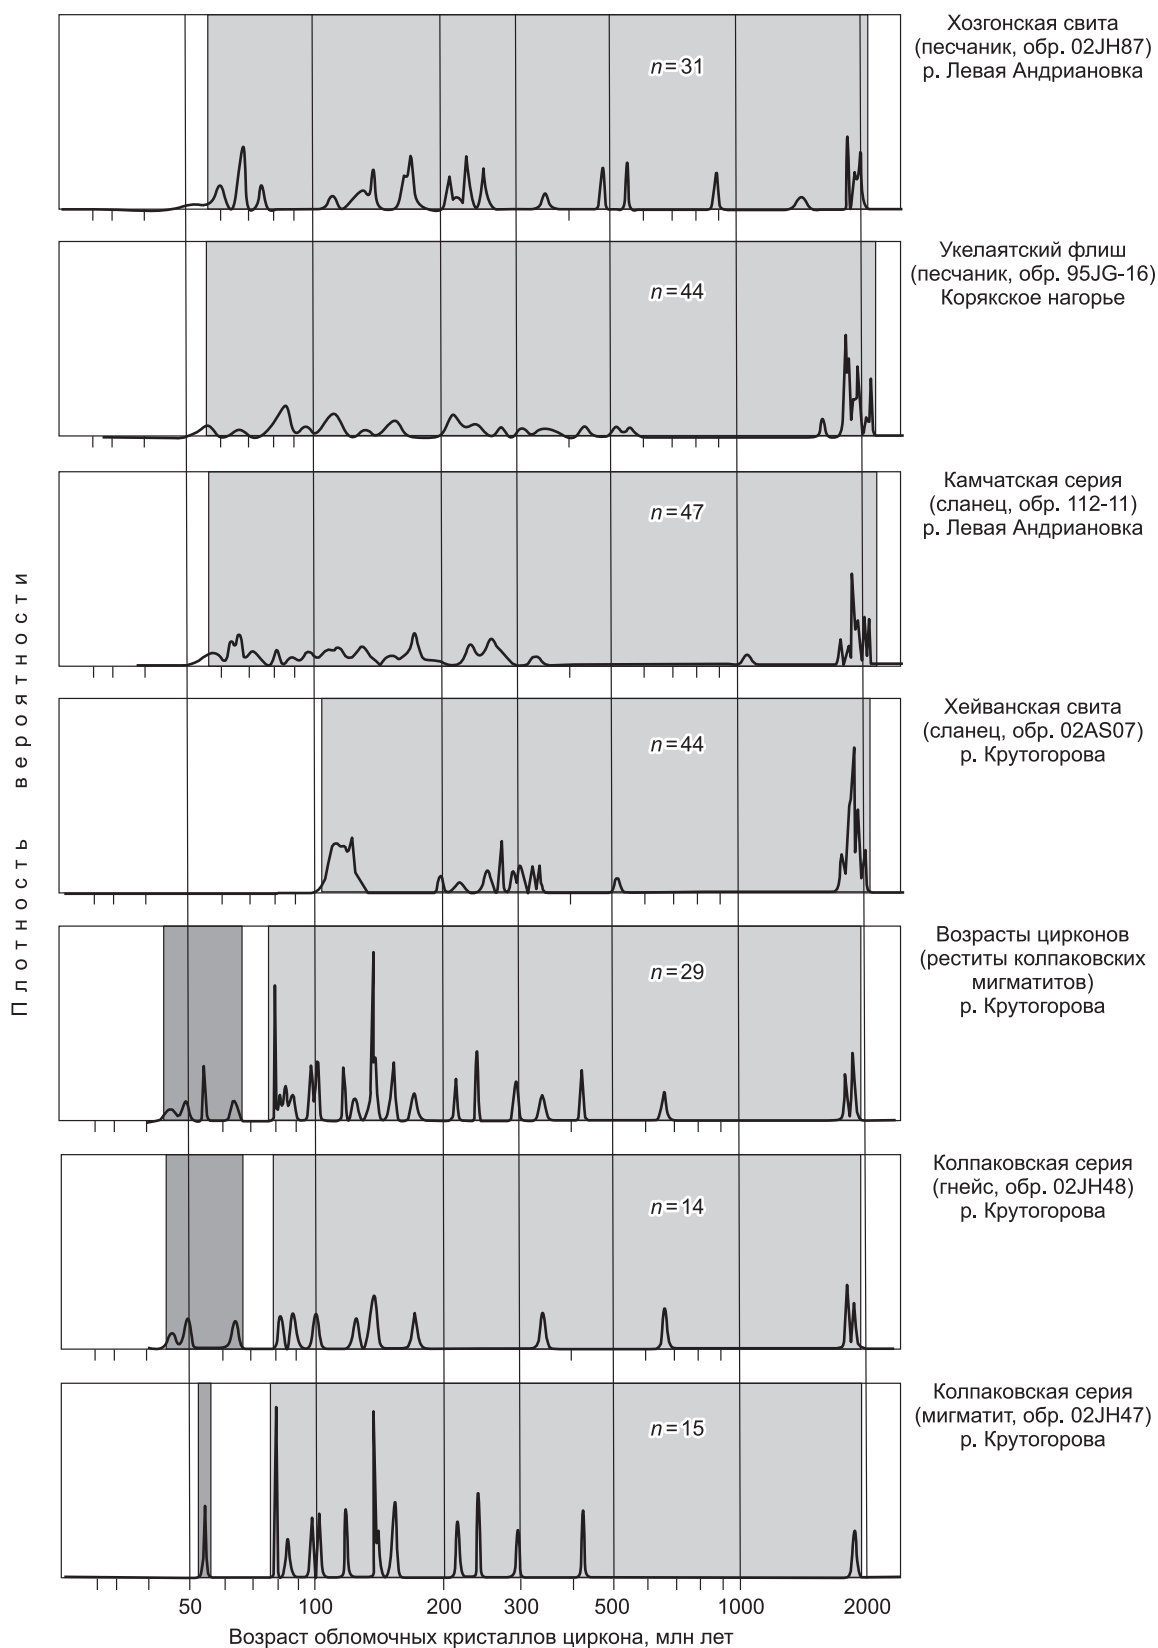 Хозгонская свита
(песчаник, обр. 02JH87)
р. Левая Андриановка
n=31
Укелаятский флиш
(песчаник, обр. 95JG-16)
Корякское нагорье
n=44
Камчатская серия
(сланец, обр. 112-11)
р. Левая Андриановка
n=47
Хейванская свита
(сланец, обр. 02AS07)
р. Крутогорова
n=44
Плотность вероятности
Возрасты цирконов
(реститы колпаковских
мигматитов)
р. Крутогорова
n=29
Колпаковская серия
(гнейс, обр. 02JH48)
р. Крутогорова
n=14
Колпаковская серия
(мигматит, обр. 02JH47)
р. Крутогорова
n=15
50 100 200 300 500 1000 2000
Возраст обломочных кристаллов циркона, млн лет